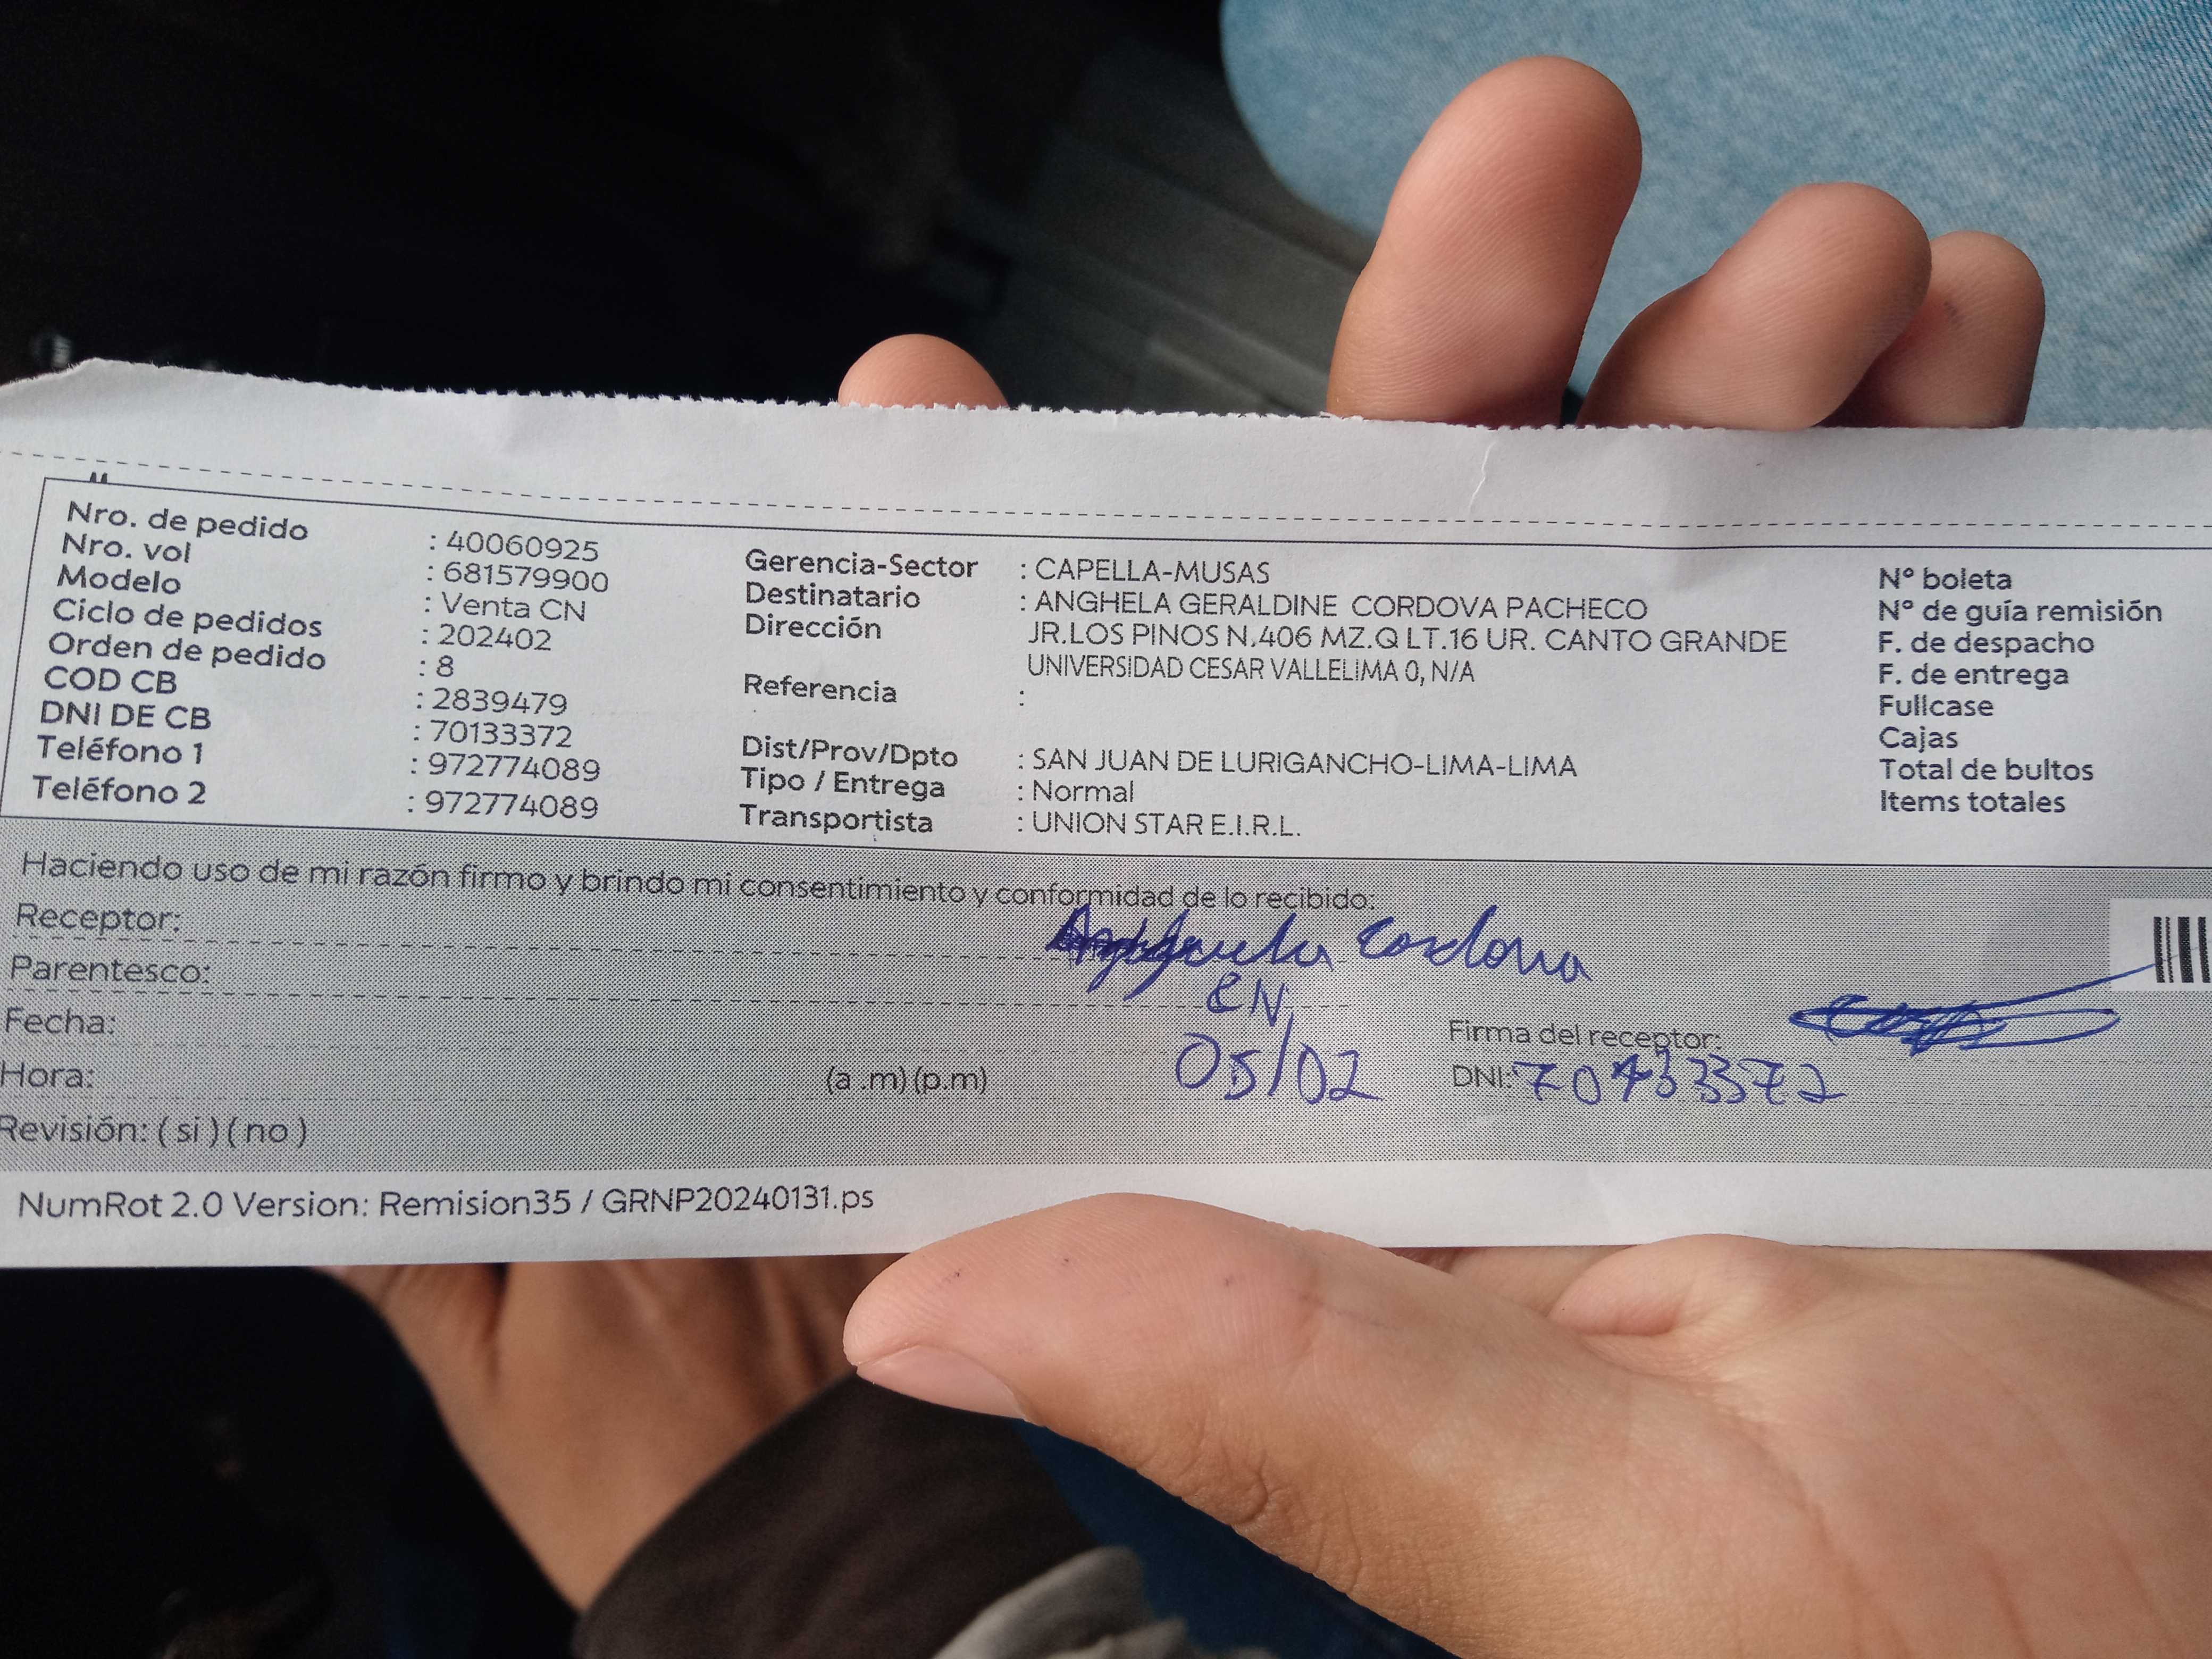 Nro. de pedido : 40060925
Nro. vol : 681579900
Modelo : Venta CN
Ciclo de pedidos : 202402
Orden de pedido : 8
COD CB : 2839479
DNI DE CB : 70133372
Teléfono 1 : 972774089
Teléfono 2 : 972774089
Gerencia-Sector : CAPELLA-MUSAS
Destinatario : ANGHELA GERALDINE CORDOVA PACHECO
Dirección JR.LOS PINOS N.406 MZ.Q LT.16 UR. CANTO GRANDE
UNIVERSIDAD CESAR VALLELIMA 0, N/A
Referencia :
Dist/Prov/Dpto : SAN JUAN DE LURIGANCHO-LIMA-LIMA
Tipo / Entrega : Normal
Transportista : UNION STAR E.I.R.L.
N° boleta
N° de guía remisión
F. de despacho
F. de entrega
Fullcase
Cajas
Total de bultos
Items totales
Haciendo uso de mi razón firmo y brindo mi consentimiento y conformidad de lo recibido:
Receptor: Cordova
Parentesco: CN
Fecha: 05/02
Firma del receptor:
Hora: (a .m) (p.m)
DNI:
Revisión: ( si ) ( no )
NumRot 2.0 Version: Remision35 / GRNP20240131.ps